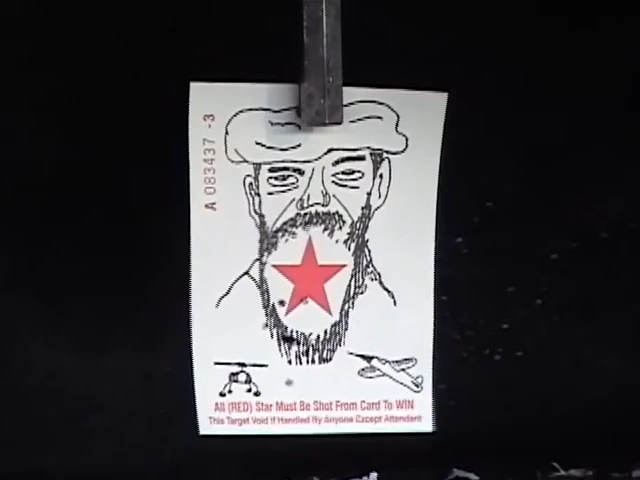 A 083437 -3
All (RED) Star Must Be Shot From Card To WIN
This Target Void If Handled By Anyone Except Attendant